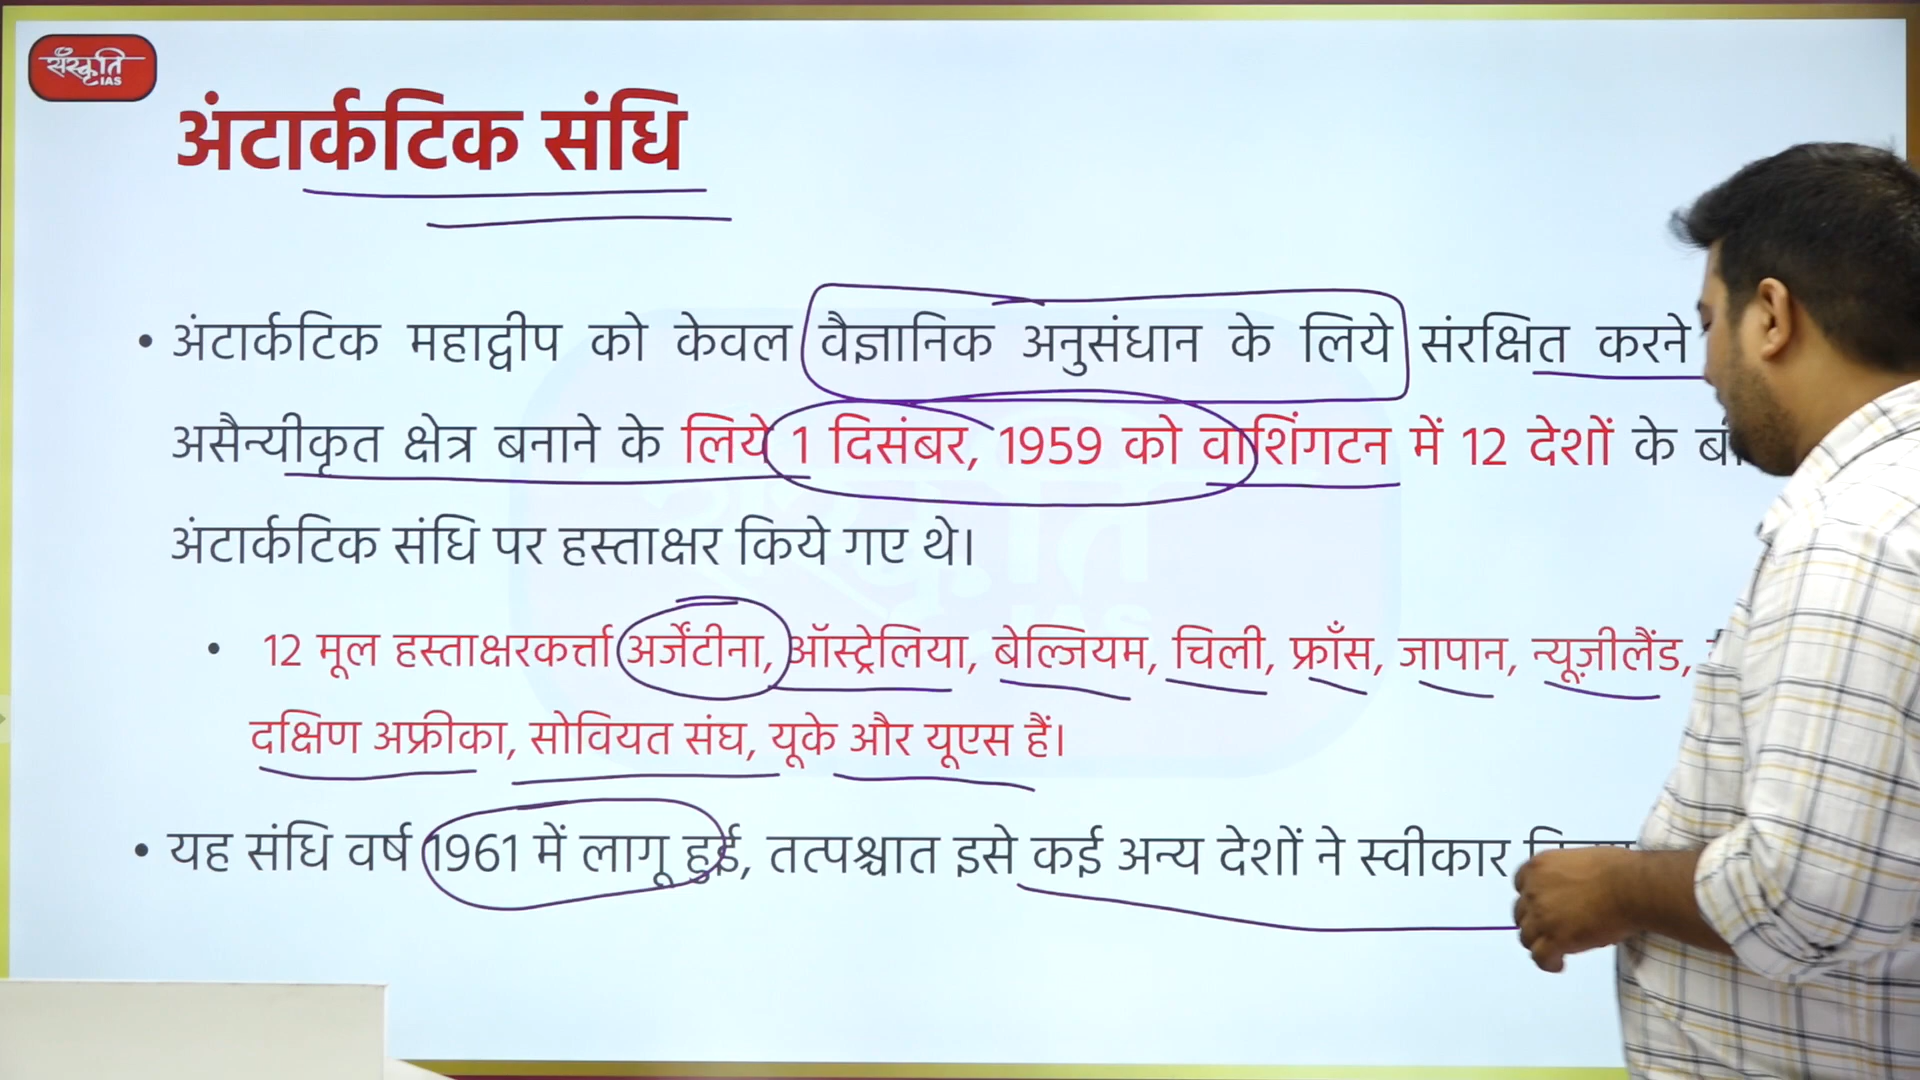 संस्कृति
IAS
अंटार्कटिक संधि
• अंटार्कटिक महाद्वीप को केवल वैज्ञानिक अनुसंधान के लिये संरक्षित करने
असैन्यीकृत क्षेत्र बनाने के लिये 1 दिसंबर, 1959 को वाशिंगटन में 12 देशों के
अंटार्कटिक संधि पर हस्ताक्षर किये गए थे।
• 12 मूल हस्ताक्षरकर्त्ता अर्जेंटीना, ऑस्ट्रेलिया, बेल्जियम, चिली, फ्राँस, जापान, न्यूज़ीलैंड,
दक्षिण अफ्रीका, सोवियत संघ, यूके और यूएस हैं।
• यह संधि वर्ष 1961 में लागू हुई, तत्पश्चात इसे कई अन्य देशों ने स्वीकार